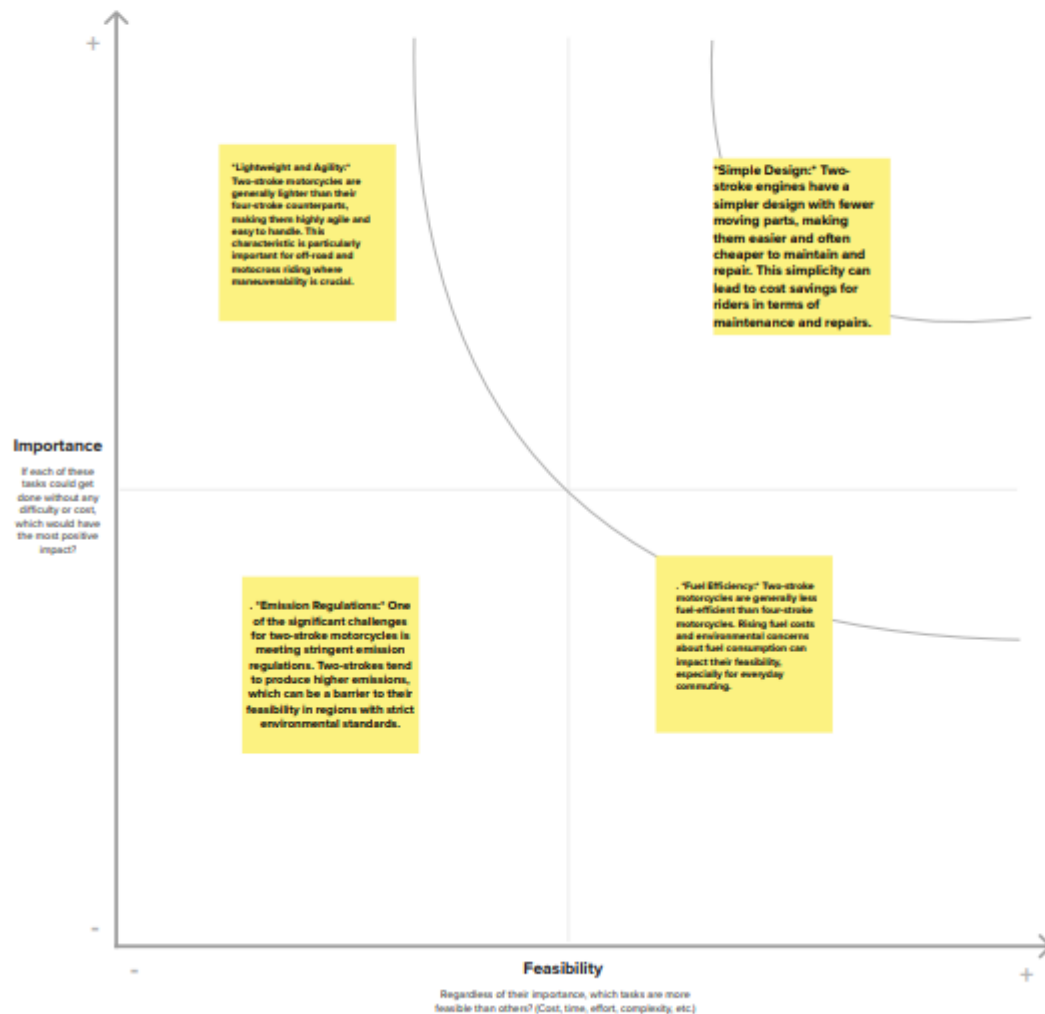 +
"Lightweight and Agility:"
Two-stroke motorcycles are
generally lighter than their
four-stroke counterparts,
making them highly agile and
easy to handle. This
characteristic is particularly
important for off-road and
motocross riding where
maneuverability is crucial.
"Simple Design:" Two-
stroke engines have a
simpler design with fewer
moving parts, making
them easier and often
cheaper to maintain and
repair. This simplicity can
lead to cost savings for
riders in terms of
maintenance and repairs.
Importance
If each of these
tasks could get
done without any
difficulty or cost,
which would have
the most positive
impact?
. "Emission Regulations:" One
of the significant challenges
for two-stroke motorcycles is
meeting stringent emission
regulations. Two-strokes tend
to produce higher emissions,
which can be a barrier to their
feasibility in regions with strict
environmental standards.
. "Fuel Efficiency:" Two-stroke
motorcycles are generally less
fuel-efficient than four-stroke
motorcycles. Rising fuel costs
and environmental concerns
about fuel consumption can
impact their feasibility,
especially for everyday
commuting.
-
-
Feasibility
+
Regardless of their importance, which tasks are more
feasible than others? (Cost, time, effort, complexity, etc.)